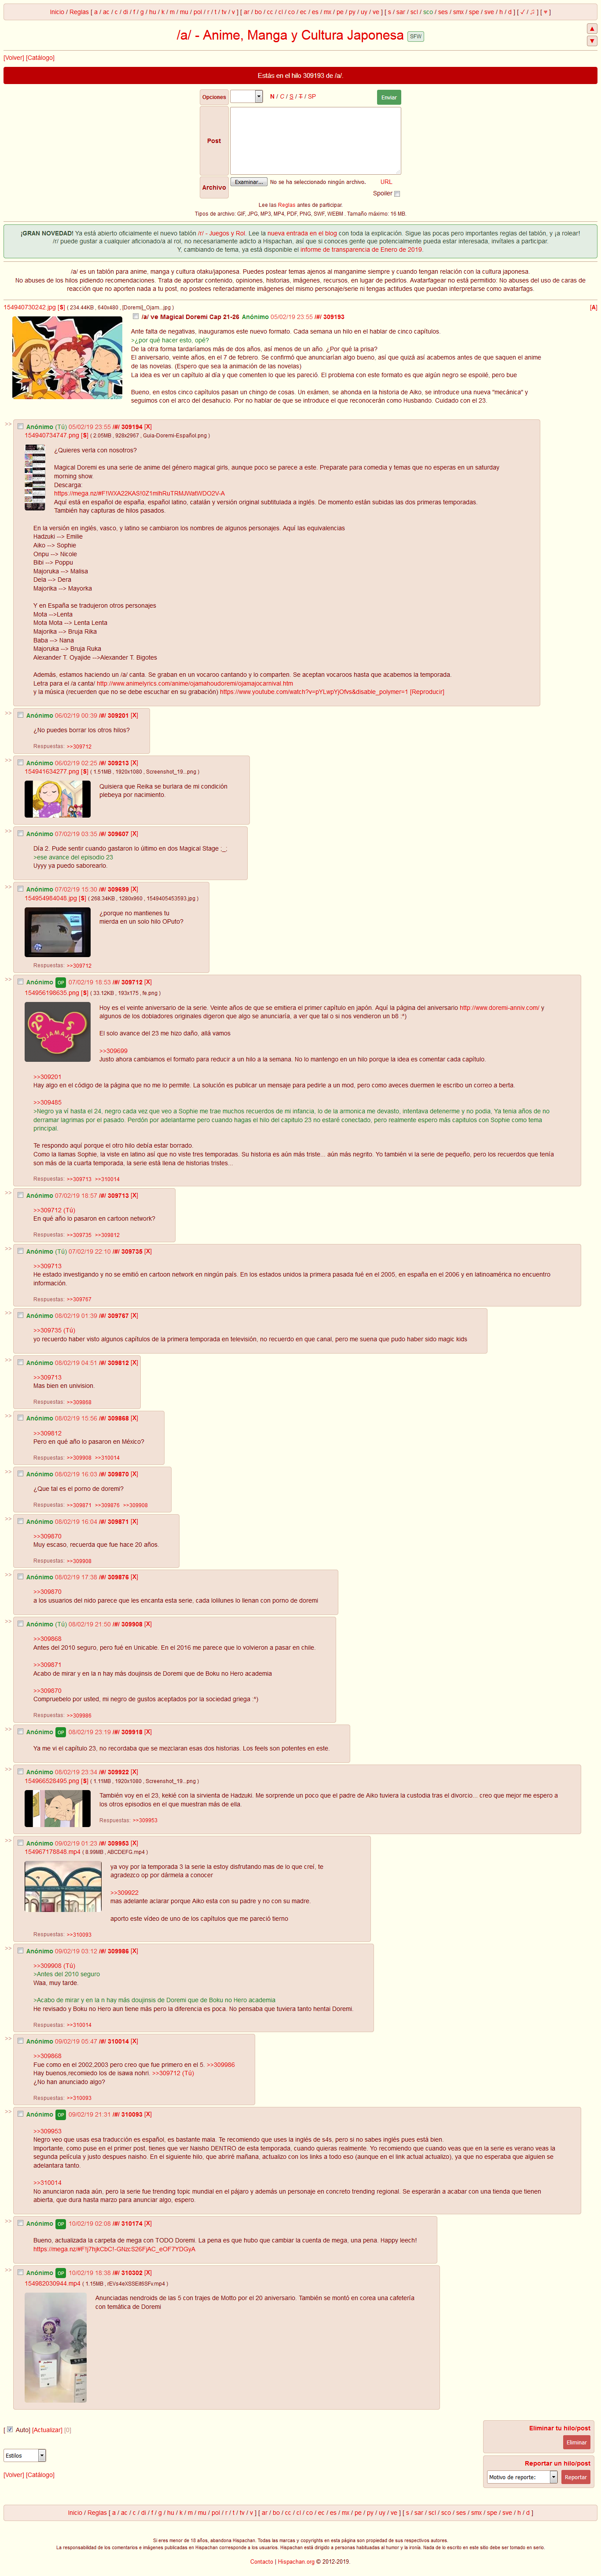 Inicio / Reglas [ a / ac / c / di / f / g / hu / k / m / mu / pol / r / t / tv / v ] [ ar / bo / cc / cl / co / ec / es / mx / pe / py / uy / ve ] [ s / sar / scl / sco / ses / smx / spe / sve / h / d ]
/a/ - Anime, Manga y Cultura Japonesa SFW
[Volver] [Catálogo]
Estás en el hilo 309193 de /a/.
Opciones N / C / S / T / SP Enviar
Post
Archivo Examinar... No se ha seleccionado ningún archivo. URL
Spoiler
Lee las Reglas antes de participar.
Tipos de archivo: GIF, JPG, MP3, MP4, PDF, PNG, SWF, WEBM . Tamaño máximo: 16 MB.
¡GRAN NOVEDAD! Ya está abierto oficialmente el nuevo tablón /r/ - Juegos y Rol. Lee la nueva entrada en el blog con toda la explicación. Sigue las pocas pero importantes reglas del tablón, y ¡a rolear!
/r/ puede gustar a cualquier aficionado/a al rol, no necesariamente adicto a Hispachan, así que si conoces gente que potencialmente pueda estar interesada, invítales a participar.
Y, cambiando de tema, ya está disponible el informe de transparencia de Enero de 2019.
/a/ es un tablón para anime, manga y cultura otaku/japonesa. Puedes postear temas ajenos al manganime siempre y cuando tengan relación con la cultura japonesa.
No abuses de los hilos pidiendo recomendaciones. Trata de aportar contenido, opiniones, historias, imágenes, recursos, en lugar de pedirlos. Avatarfagear no está permitido: No abuses del uso de caras de
reacción que no aporten nada a tu post, no postees reiteradamente imágenes del mismo personaje/serie ni tengas actitudes que puedan interpretarse como avatarfags.
154940730242.jpg [S] ( 234.44KB , 640x480 , [Doremi]_Ojam...jpg ) [A]
/a/ ve Magical Doremi Cap 21-26 Anónimo 05/02/19 23:55 /#/ 309193
Ante falta de negativas, inauguramos este nuevo formato. Cada semana un hilo en el hablar de cinco capítulos.
>¿por qué hacer esto, opé?
De la otra forma tardaríamos más de dos años, así menos de un año. ¿Por qué la prisa?
El aniversario, veinte años, en el 7 de febrero. Se confirmó que anunciarían algo bueno, así que quizá así acabamos antes de que saquen el anime
de las novelas. (Espero que sea la animación de las novelas)
La idea es ver un capítulo al día y que comenten lo que les pareció. El problema con este formato es que algún negro se espoileé, pero bue
Bueno, en estos cinco capítulos pasan un chingo de cosas. Un exámen, se ahonda en la historia de Aiko, se introduce una nueva "mecánica" y
seguimos con el arco del desahucio. Por no hablar de que se introduce el que reconocerán como Husbando. Cuidado con el 23.
>> Anónimo (Tú) 05/02/19 23:55 /#/ 309194 [X]
154940734747.png [S] ( 2.05MB , 928x2967 , Guia-Doremi-Español.png )
¿Quieres verla con nosotros?
Magical Doremi es una serie de anime del género magical girls, aunque poco se parece a este. Preparate para comedia y temas que no esperas en un saturday
morning show.
Descarga:
Aquí está en español de españa, español latino, catalán y versión original subtitulada a inglés. De momento están subidas las dos primeras temporadas.
También hay capturas de hilos pasados.
En la versión en inglés, vasco, y latino se cambiaron los nombres de algunos personajes. Aquí las equivalencias
Hadzuki --> Emilie
Aiko --> Sophie
Onpu --> Nicole
Bibi --> Poppu
Majoruka --> Malisa
Dela --> Dera
Majorika --> Mayorka
Y en España se tradujeron otros personajes
Mota -->Lenta
Mota Mota --> Lenta Lenta
Majorika --> Bruja Rika
Baba --> Nana
Majoruka --> Bruja Ruka
Alexander T. Oyajide -->Alexander T. Bigotes
Además, estamos haciendo un /a/ canta. Se graban en un vocaroo cantando y lo comparten. Se aceptan vocaroos hasta que acabemos la temporada.
Letra para el /a canta/ http://www.animelyrics.com/anime/ojamahoudoremi/ojamajocarnival.htm
y la música (recuerden que no se debe escuchar en su grabación) https://www.youtube.com/watch?v=pYLwpYjOfvs&disable_polymer=1 [Reproducir]
>> Anónimo 06/02/19 00:39 /#/ 309201 [X]
¿No puedes borrar los otros hilos?
Respuestas: >>309712
>> Anónimo 06/02/19 02:25 /#/ 309213 [X]
154941634277.png [S] ( 1.51MB , 1920x1080 , Screenshot_19...png )
Quisiera que Reika se burlara de mi condición
plebeya por nacimiento.
>> Anónimo 07/02/19 03:35 /#/ 309607 [X]
Día 2. Pude sentir cuando gastaron lo último en dos Magical Stage ;_;
>ese avance del episodio 23
Uyyy ya puedo saborearlo.
>> Anónimo 07/02/19 15:30 /#/ 309699 [X]
154954984048.jpg [S] ( 268.34KB , 1280x960 , 1549405453593.jpg )
¿porque no mantienes tu
mierda en un solo hilo OPuto?
Respuestas: >>309712
>> Anónimo OP 07/02/19 18:53 /#/ 309712 [X]
154956198635.png [S] ( 33.12KB , 193x175 , fe.png )
Hoy es el veinte aniversario de la serie. Veinte años de que se emitiera el primer capítulo en japón. Aquí la página del aniversario http://www.doremi-anniv.com/ y
algunos de los dobladores originales digeron que algo se anunciaría, a ver que tal o si nos vendieron un b8 :^)
El solo avance del 23 me hizo daño, allá vamos
>>309699
Justo ahora cambiamos el formato para reducir a un hilo a la semana. No lo mantengo en un hilo porque la idea es comentar cada capítulo.
>>309201
Hay algo en el código de la página que no me lo permite. La solución es publicar un mensaje para pedirle a un mod, pero como aveces duermen le escribo un correo a berta.
>>309485
>Negro ya ví hasta el 24, negro cada vez que veo a Sophie me trae muchos recuerdos de mi infancia, lo de la armonica me devasto, intentava detenerme y no podia, Ya tenia años de no
derramar lagrimas por el pasado. Perdón por adelantarme pero cuando hagas el hilo del capitulo 23 no estaré conectado, pero realmente espero más capitulos con Sophie como tema
principal.
Te respondo aquí porque el otro hilo debía estar borrado.
Como la llamas Sophie, la viste en latino así que no viste tres temporadas. Su historia es aún más triste... aún más negrito. Yo también vi la serie de pequeño, pero los recuerdos que tenía
son más de la cuarta temporada, la serie está llena de historias tristes...
Respuestas: >>309713 >>310014
>> Anónimo 07/02/19 18:57 /#/ 309713 [X]
>>309712 (Tú)
En qué año lo pasaron en cartoon network?
Respuestas: >>309735 >>309812
>> Anónimo (Tú) 07/02/19 22:10 /#/ 309735 [X]
>>309713
He estado investigando y no se emitió en cartoon network en ningún país. En los estados unidos la primera pasada fué en el 2005, en españa en el 2006 y en latinoamérica no encuentro
información.
Respuestas: >>309767
>> Anónimo 08/02/19 01:39 /#/ 309767 [X]
>>309735 (Tú)
yo recuerdo haber visto algunos capítulos de la primera temporada en televisión, no recuerdo en que canal, pero me suena que pudo haber sido magic kids
>> Anónimo 08/02/19 04:51 /#/ 309812 [X]
>>309713
Mas bien en univision.
Respuestas: >>309868
>> Anónimo 08/02/19 15:56 /#/ 309868 [X]
>>309812
Pero en qué año lo pasaron en México?
Respuestas: >>309908 >>310014
>> Anónimo 08/02/19 16:03 /#/ 309870 [X]
¿Que tal es el porno de doremi?
Respuestas: >>309871 >>309876 >>309908
>> Anónimo 08/02/19 16:04 /#/ 309871 [X]
>>309870
Muy escaso, recuerda que fue hace 20 años.
Respuestas: >>309908
>> Anónimo 08/02/19 17:38 /#/ 309876 [X]
>>309870
a los usuarios del nido parece que les encanta esta serie, cada lolilunes lo llenan con porno de doremi
>> Anónimo (Tú) 08/02/19 21:50 /#/ 309908 [X]
>>309868
Antes del 2010 seguro, pero fué en Unicable. En el 2016 me parece que lo volvieron a pasar en chile.
>>309871
Acabo de mirar y en la n hay más doujinsis de Doremi que de Boku no Hero academia
>>309870
Compruebelo por usted, mi negro de gustos aceptados por la sociedad griega :^)
Respuestas: >>309986
>> Anónimo OP 08/02/19 23:19 /#/ 309918 [X]
Ya me vi el capítulo 23, no recordaba que se mezclaran esas dos historias. Los feels son potentes en este.
>> Anónimo 08/02/19 23:34 /#/ 309922 [X]
154966528495.png [S] ( 1.11MB , 1920x1080 , Screenshot_19...png )
También voy en el 23, kekié con la sirvienta de Hadzuki. Me sorprende un poco que el padre de Aiko tuviera la custodia tras el divorcio... creo que mejor me espero a
los otros episodios en el que muestran más de ella.
Respuestas: >>309953
>> Anónimo 09/02/19 01:23 /#/ 309953 [X]
154967178848.mp4 ( 8.99MB , ABCDEFG.mp4 )
ya voy por la temporada 3 la serie la estoy disfrutando mas de lo que creí, te
agradezco op por dármela a conocer
>>309922
mas adelante aclarar porque Aiko esta con su padre y no con su madre.
aporto este vídeo de uno de los capítulos que me pareció tierno
Respuestas: >>310093
>> Anónimo 09/02/19 03:12 /#/ 309986 [X]
>>309908 (Tú)
>Antes del 2010 seguro
Waa, muy tarde.
>Acabo de mirar y en la n hay más doujinsis de Doremi que de Boku no Hero academia
He revisado y Boku no Hero aun tiene más pero la diferencia es poca. No pensaba que tuviera tanto hentai Doremi.
Respuestas: >>310014
>> Anónimo 09/02/19 05:47 /#/ 310014 [X]
>>309868
Fue como en el 2002,2003 pero creo que fue primero en el 5. >>309986
Hay buenos,recomiedo los de isawa nohri. >>309712 (Tú)
¿No han anunciado algo?
Respuestas: >>310093
>> Anónimo OP 09/02/19 21:31 /#/ 310093 [X]
>>309953
Negro veo que usas esa traducción es español, es bastante mala. Te recomiendo que uses la inglés de s4s, pero si no sabes inglés pues está bien.
Importante, como puse en el primer post, tienes que ver Naisho DENTRO de esta temporada, cuando quieras realmente. Yo recomiendo que cuando veas que en la serie es verano veas la
segunda película y justo despues naisho. En el siguiente hilo, que abriré mañana, actualizo con los links a todo eso (aunque en el link actual actualizo), ya que no esperaba que alguien se
adelantara tanto.
>>310014
No anunciaron nada aún, pero la serie fue trending topic mundial en el pájaro y además un personaje en concreto trending regional. Se esperarán a acabar con una tienda que tienen
abierta, que dura hasta marzo para anunciar algo, espero.
>> Anónimo OP 10/02/19 02:08 /#/ 310174 [X]
Bueno, actualizada la carpeta de mega con TODO Doremi. La pena es que hubo que cambiar la cuenta de mega, una pena. Happy leech!
>> Anónimo OP 10/02/19 18:38 /#/ 310302 [X]
154982030944.mp4 ( 1.15MB , rEVa4eXSSE86SFv.mp4 )
Anunciadas nendroids de las 5 con trajes de Motto por el 20 aniversario. También se montó en corea una cafetería
con temática de Doremi
[ Auto] [Actualizar] [0]
Eliminar tu hilo/post
Eliminar
Estilos
Reportar un hilo/post
Motivo de reporte: Reportar
[Volver] [Catálogo]
Inicio / Reglas [ a / ac / c / di / f / g / hu / k / m / mu / pol / r / t / tv / v ] [ ar / bo / cc / cl / co / ec / es / mx / pe / py / uy / ve ] [ s / sar / scl / sco / ses / smx / spe / sve / h / d ]
Si eres menor de 18 años, abandona Hispachan. Todas las marcas y copyrights en esta página son propiedad de sus respectivos autores.
La responsabilidad de los comentarios e imágenes publicadas en Hispachan corresponde a los usuarios. Hispachan está dirigido a personas habituadas al humor y la ironía. Nada de lo escrito en este sitio debe ser tomado en serio.
Contacto | Hispachan.org © 2012-2019.